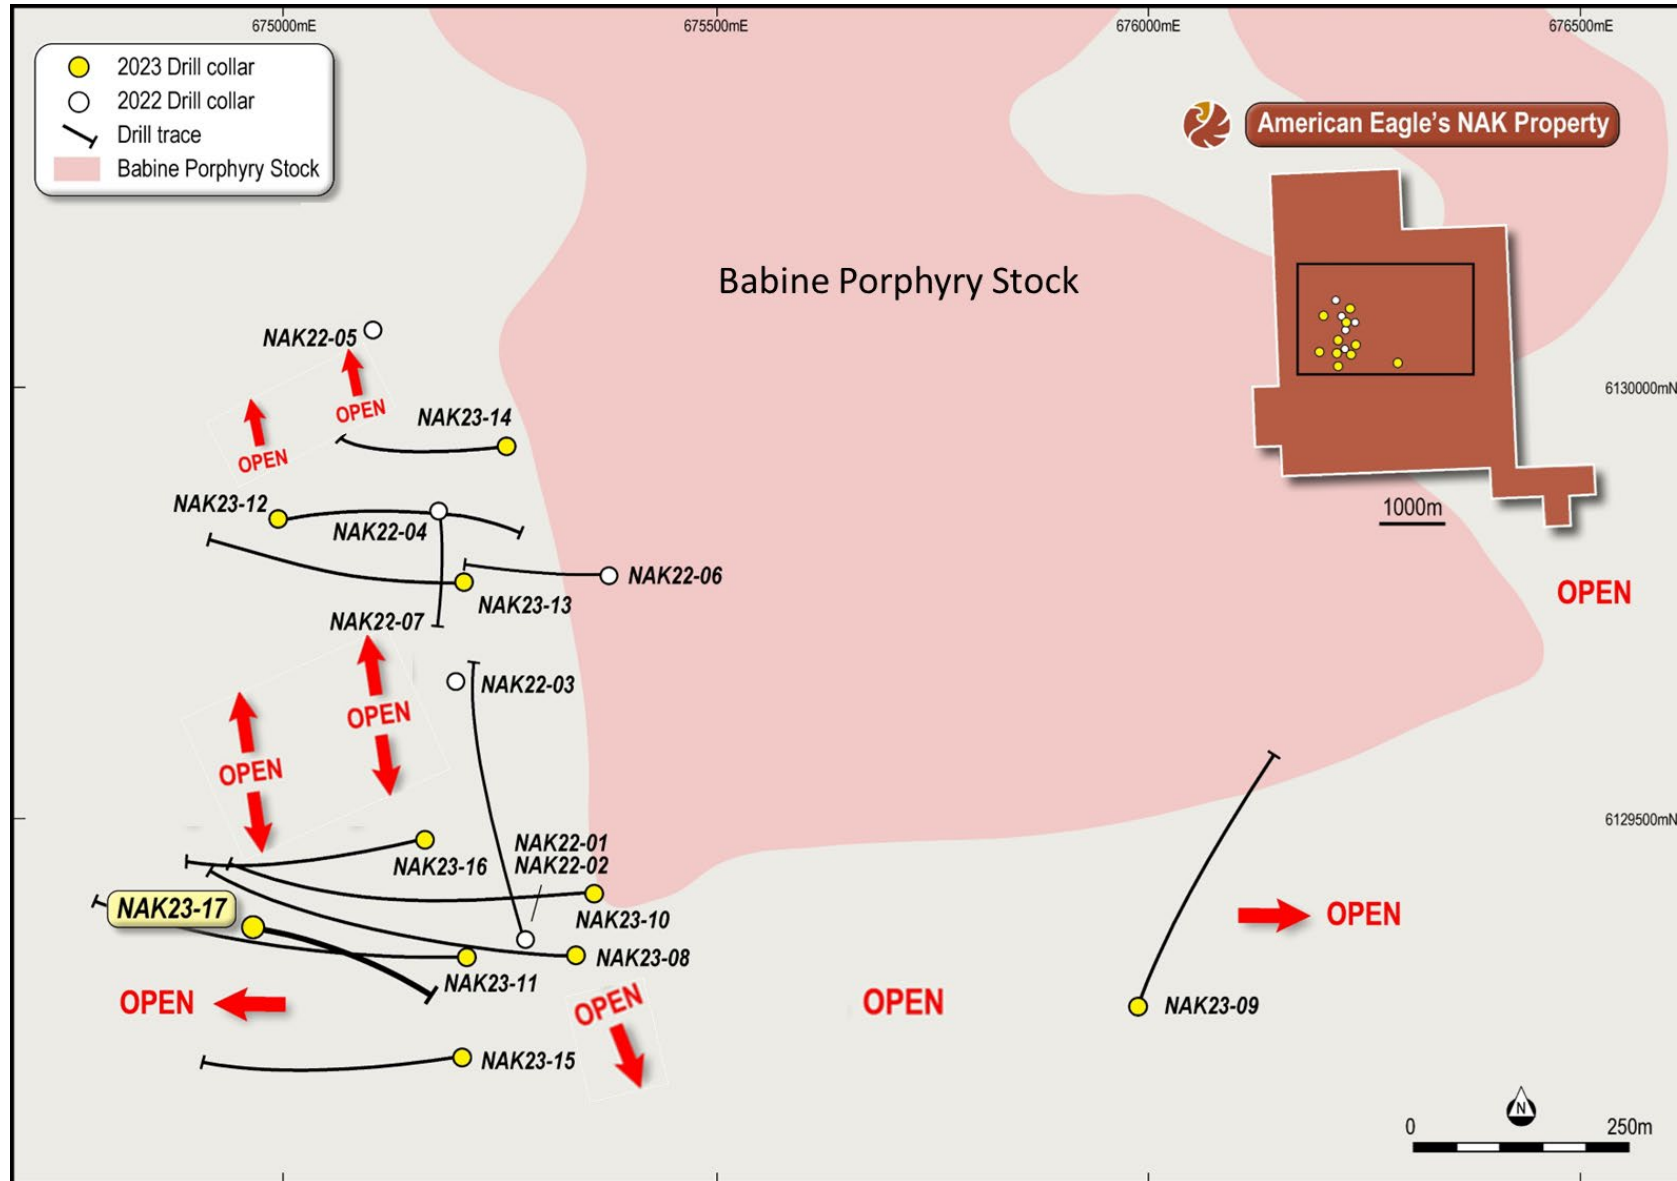 675000mE
675500mE
676000mE
676500mE
2023 Drill collar
2022 Drill collar
Drill trace
Babine Porphyry Stock
American Eagle's NAK Property
Babine Porphyry Stock
NAK22-05
6130000mN
OPEN
NAK23-14
OPEN
NAK23-12
1000m
NAK22-04
NAK22-06
OPEN
NAK23-13
NAK22-07
NAK22-03
OPEN
OPEN
6129500mN
NAK22-01
NAK22-02
NAK23-16
NAK23-17
NAK23-10
OPEN
NAK23-08
NAK23-11
OPEN
OPEN
OPEN
NAK23-09
NAK23-15
N
0
250m